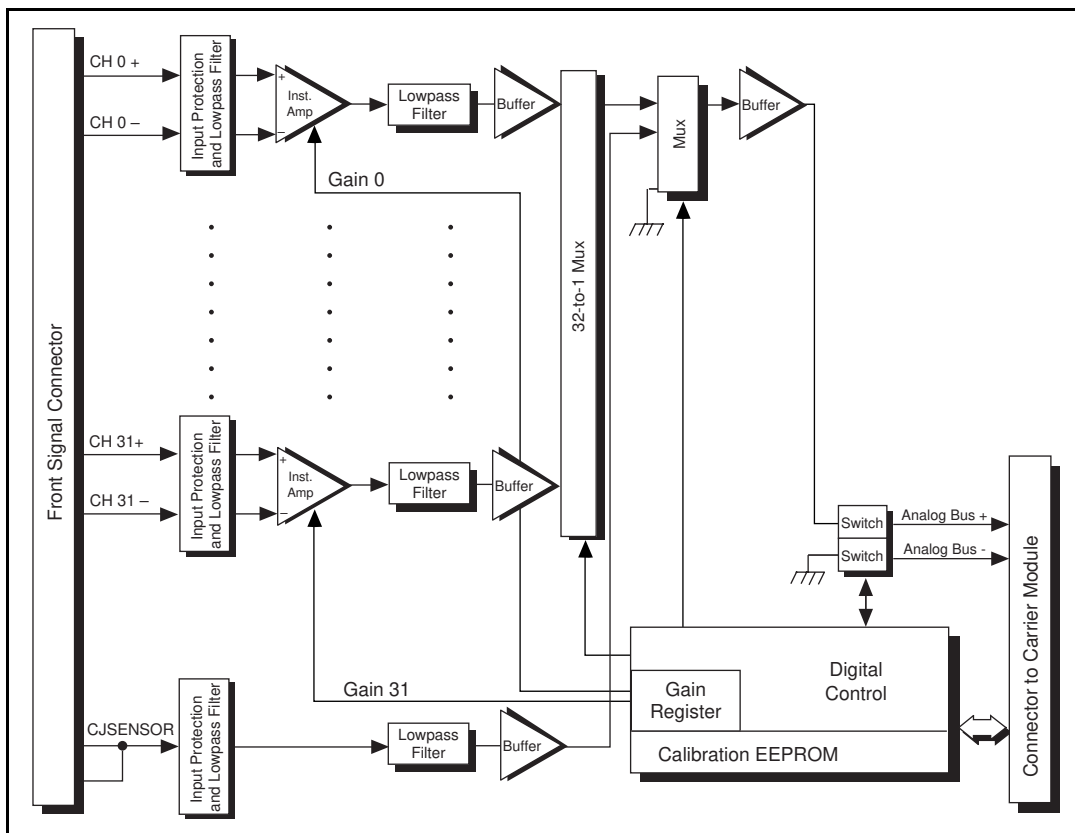 Front Signal Connector
CH 0 +
CH 0 –
Input Protection
and Lowpass Filter
+
–
Inst.
Amp
Lowpass
Filter
Buffer
32-to-1 Mux
Mux
Buffer
Gain 0
CH 31+
CH 31 –
Input Protection
and Lowpass Filter
+
–
Inst.
Amp
Lowpass
Filter
Buffer
Switch
Switch
Analog Bus +
Analog Bus -
Connector to Carrier Module
Gain 31
CJSENSOR
Input Protection
and Lowpass Filter
Lowpass
Filter
Buffer
Digital
Control
Gain
Register
Calibration EEPROM